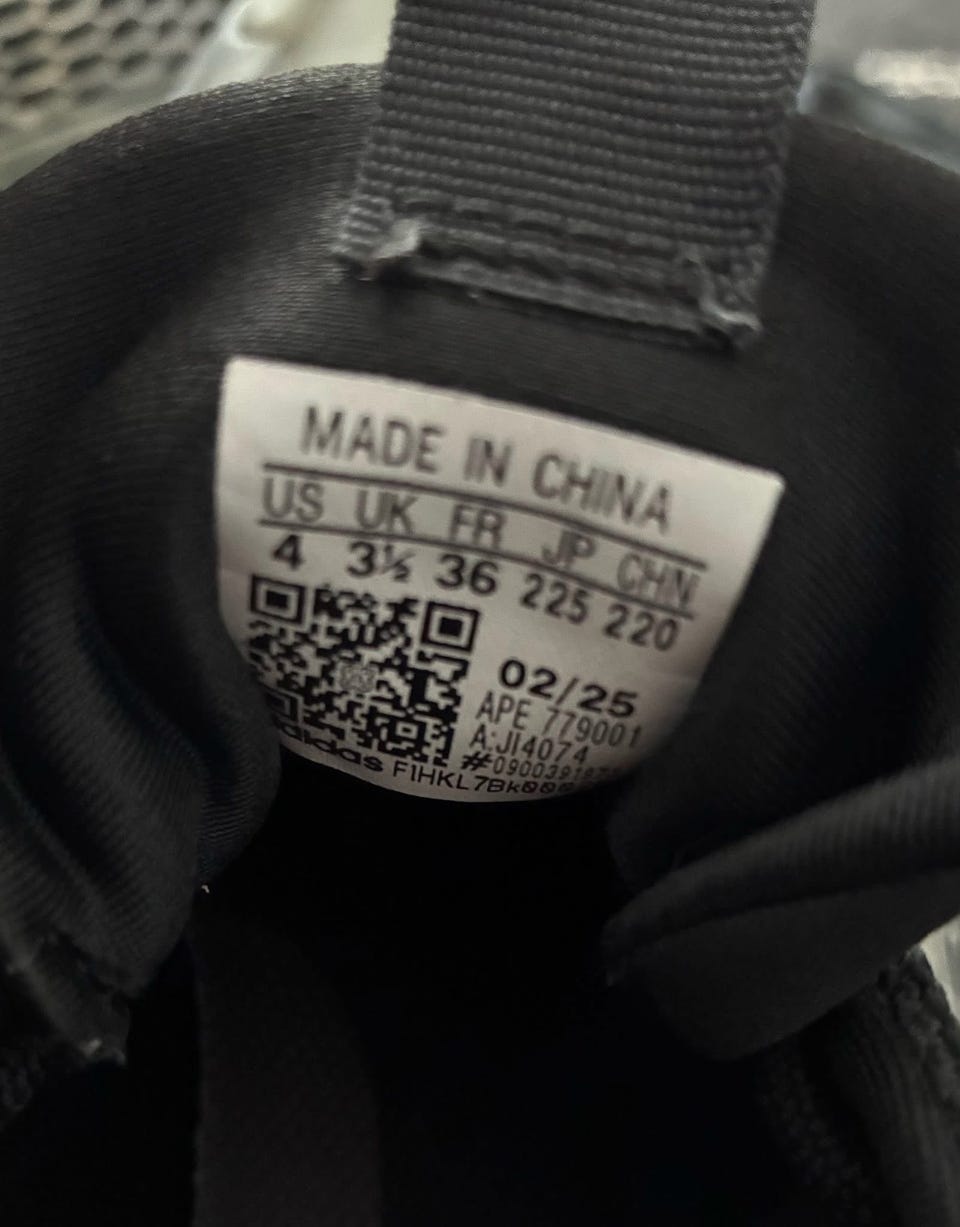 MADE IN CHINA
US UK FR JP CHN
4 3½ 36 225 220
02/25
APE 779001
A:JI4074
adidas